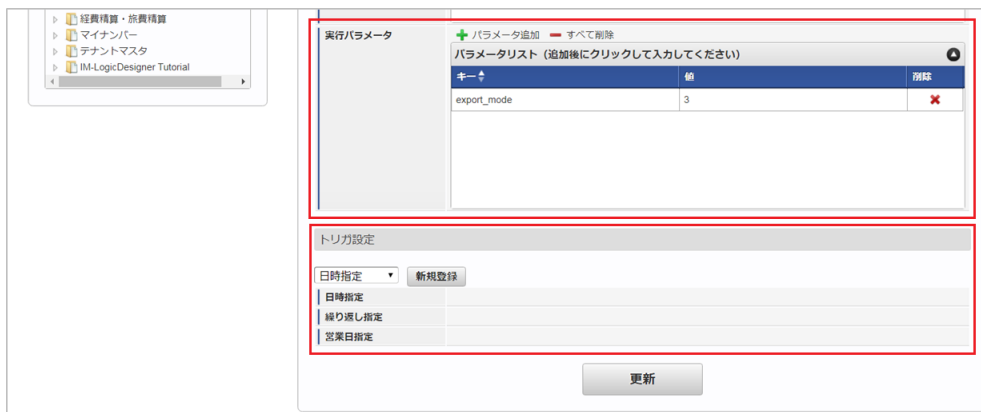 経費精算・旅費精算
マイナンバー
テナントマスタ
IM-LogicDesigner Tutorial
実行パラメータ
パラメータ追加 すべて削除
パラメータリスト（追加後にクリックして入力してください）
キー 値 削除
export_mode 3
トリガ設定
日時指定 新規登録
日時指定
繰り返し指定
営業日指定
更新